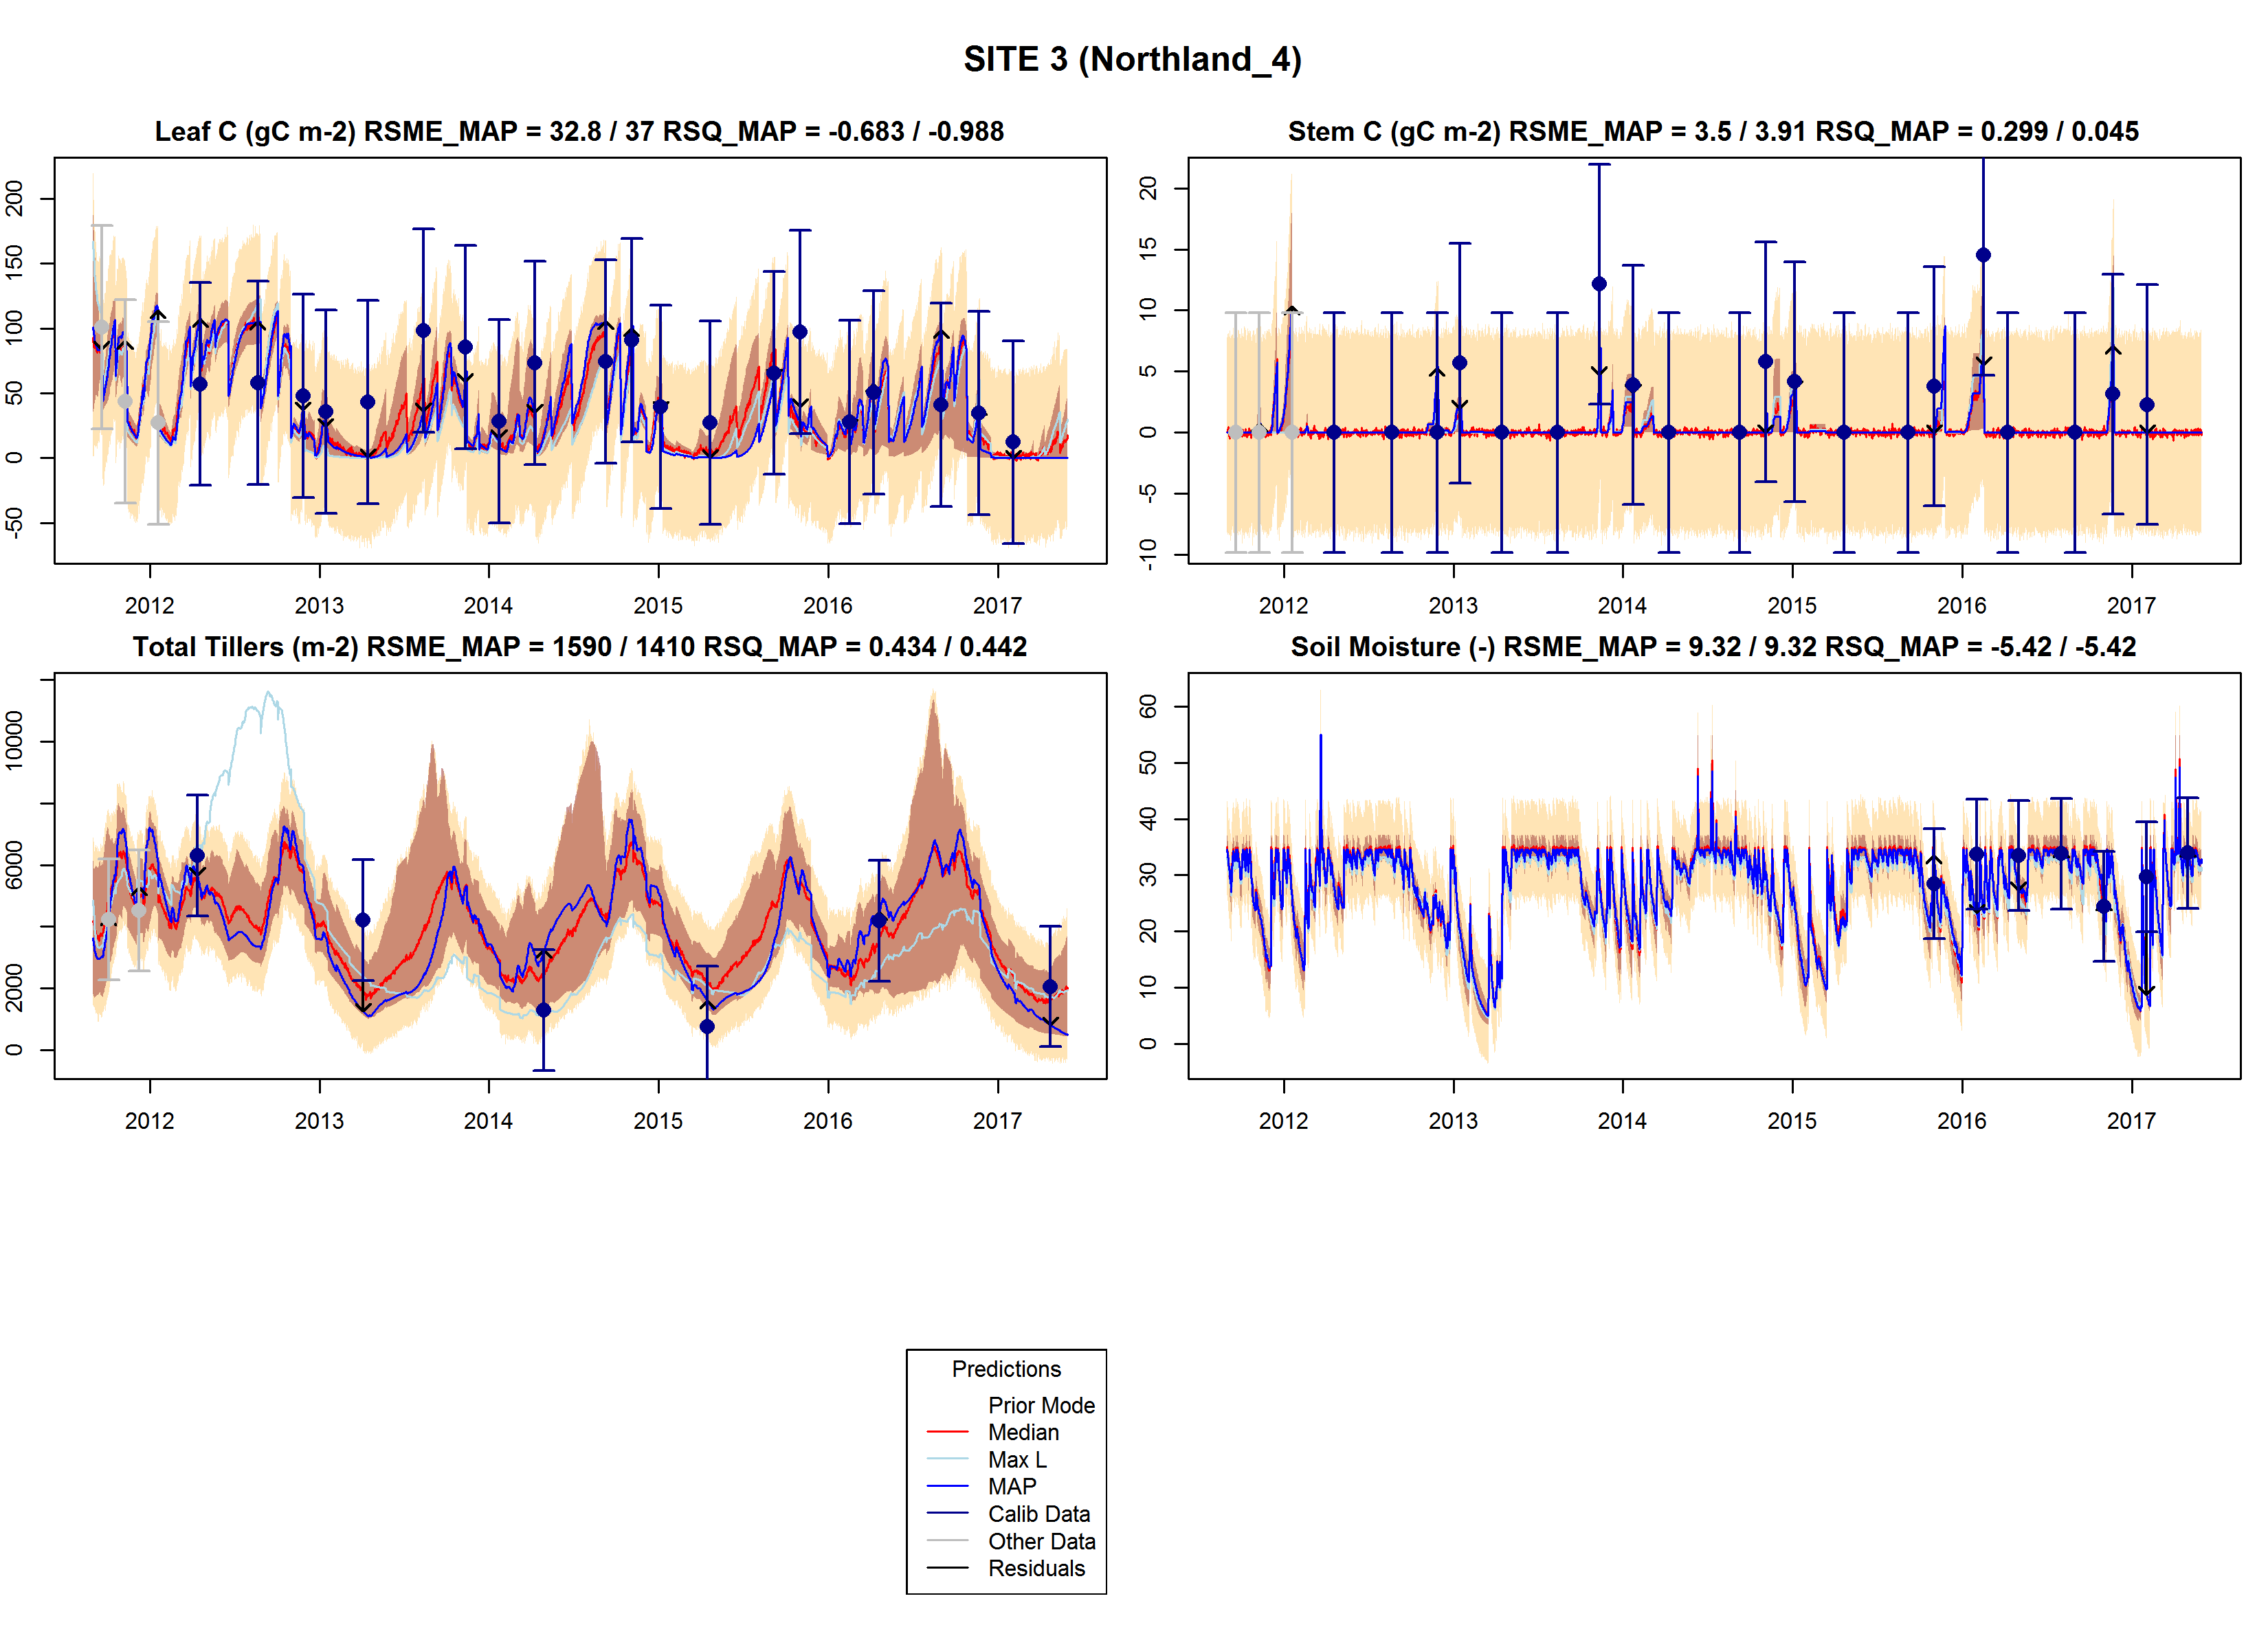 SITE 3 (Northland_4)
Leaf C (gC m-2) RSME_MAP = 32.8 / 37 RSQ_MAP = -0.683 / -0.988
200
150
100
50
0
-50
2012 2013 2014 2015 2016 2017
Stem C (gC m-2) RSME_MAP = 3.5 / 3.91 RSQ_MAP = 0.299 / 0.045
20
15
10
5
0
-5
-10
2012 2013 2014 2015 2016 2017
Total Tillers (m-2) RSME_MAP = 1590 / 1410 RSQ_MAP = 0.434 / 0.442
10000
6000
2000
0
2012 2013 2014 2015 2016 2017
Soil Moisture (-) RSME_MAP = 9.32 / 9.32 RSQ_MAP = -5.42 / -5.42
60
50
40
30
20
10
0
2012 2013 2014 2015 2016 2017
Predictions
Prior Mode
Median
Max L
MAP
Calib Data
Other Data
Residuals